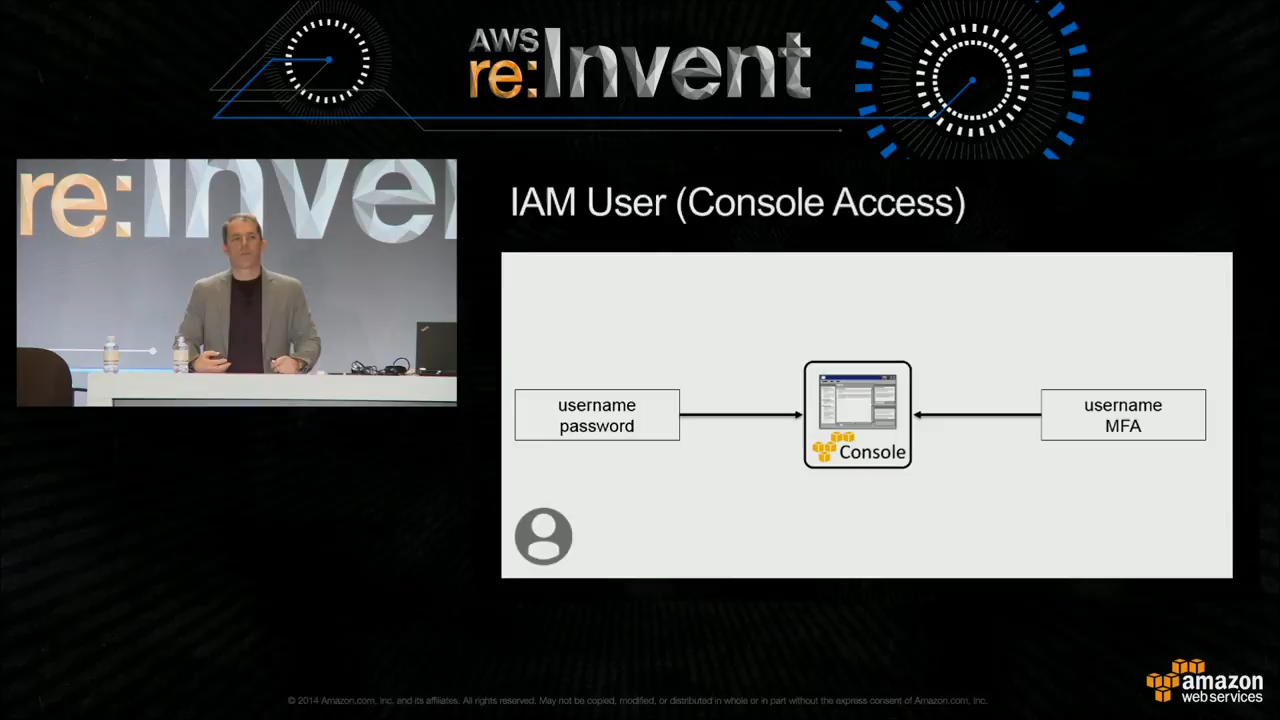 AWS
re:Invent
re:Inven
IAM User (Console Access)
username
password
Console
username
MFA
© 2014 Amazon.com, Inc. and its affiliates. All rights reserved. May not be copied, modified, or distributed in whole or in part without the express consent of Amazon.com, Inc.
amazon
web services